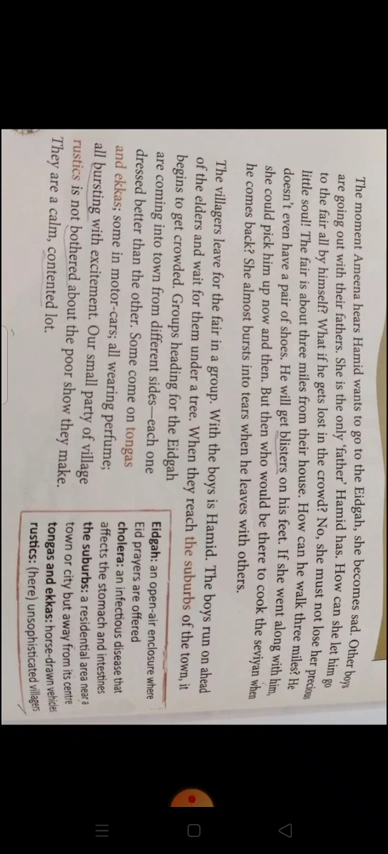 The moment Ameena hears Hamid wants to go to the Eidgah, she becomes sad. Other boys
are going out with their fathers. She is the only 'father' Hamid has. How can she let him go
to the fair all by himself? What if he gets lost in the crowd? No, she must not lose her precious
little soul! The fair is about three miles from their house. How can he walk three miles? He
doesn't even have a pair of shoes. He will get blisters on his feet. If she went along with him,
she could pick him up now and then. But then who would be there to cook the seviyan when
he comes back? She almost bursts into tears when he leaves with others.
The villagers leave for the fair in a group. With the boys is Hamid. The boys run on ahead
of the elders and wait for them under a tree. When they reach the suburbs of the town, it
begins to get crowded. Groups heading for the Eidgah
are coming into town from different sides—each one
dressed better than the other. Some come on tongas
and ekkas; some in motor-cars; all wearing perfume;
all bursting with excitement. Our small party of village
rustics is not bothered about the poor show they make.
They are a calm, contented lot.
Eidgah: an open-air enclosure where
Eid prayers are offered
cholera: an infectious disease that
affects the stomach and intestines
the suburbs: a residential area near a
town or city but away from its centre
tongas and ekkas: horse-drawn vehicles
rustics: (here) unsophisticated villagers